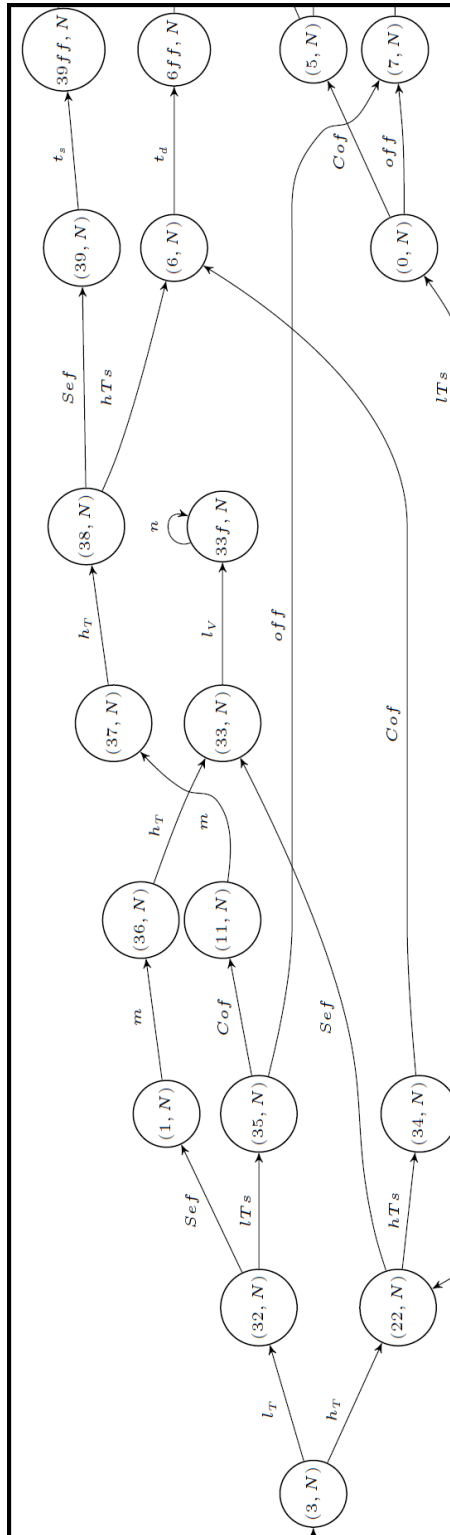 h_T Sef t_s 39ff, N
(38, N) (39, N)
(37, N) hTs
m
(36, N) h_T n t_d
(1, N) (6, N) 6ff, N
Sef m l_V
Cof (11, N) (33, N) 33f, N
lTs
l_T (32, N) (35, N)
off
(3, N) (5, N)
h_T Sef Cof
hTs Cof off
(22, N) (0, N) (7, N)
(34, N)
lTs